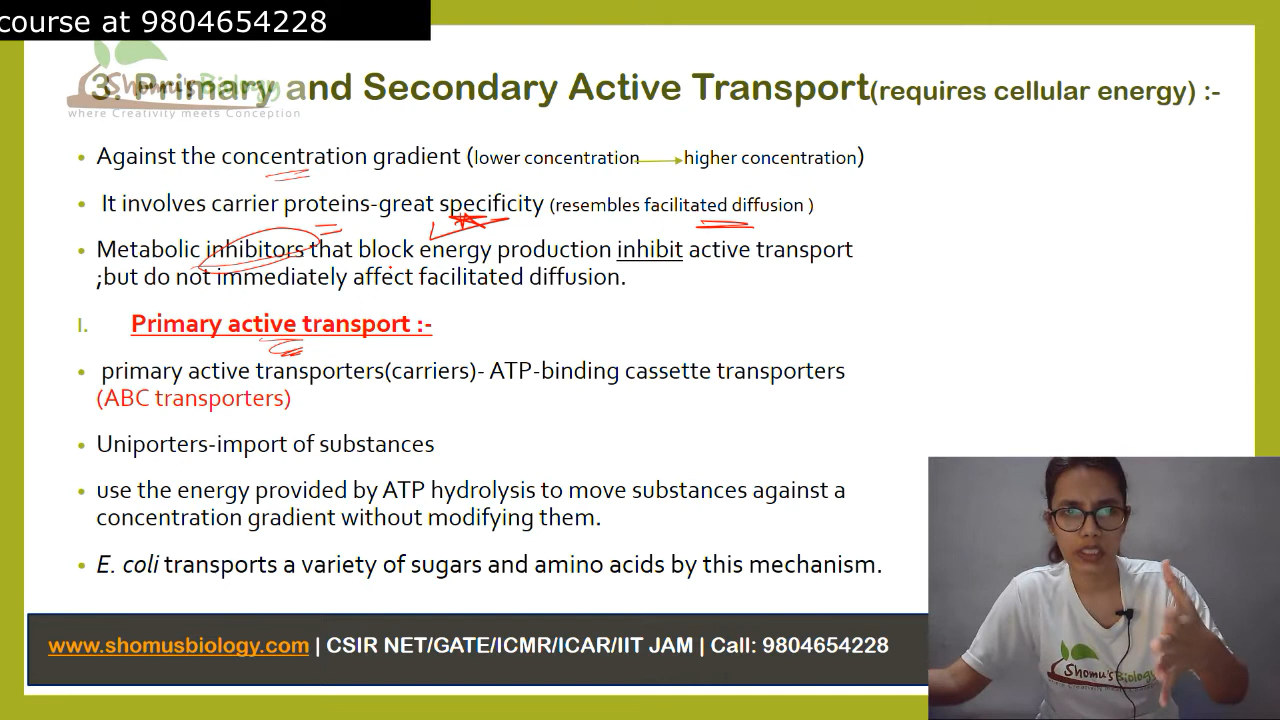 course at 9804654228
Shomu's Biology
where Creativity meets Conception
3. Primary and Secondary Active Transport(requires cellular energy) :-
• Against the concentration gradient (lower concentration→higher concentration)
• It involves carrier proteins-great specificity (resembles facilitated diffusion )
• Metabolic inhibitors that block energy production inhibit active transport
;but do not immediately affect facilitated diffusion.
I. Primary active transport :-
• primary active transporters(carriers)- ATP-binding cassette transporters
(ABC transporters)
• Uniporters-import of substances
• use the energy provided by ATP hydrolysis to move substances against a
concentration gradient without modifying them.
• E. coli transports a variety of sugars and amino acids by this mechanism.
www.shomusbiology.com | CSIR NET/GATE/ICMR/ICAR/IIT JAM | Call: 9804654228
Shomu's Biology